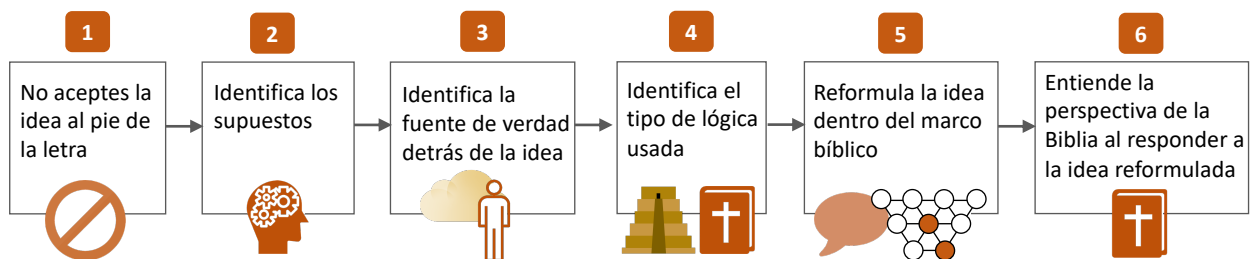 1
No aceptes la
idea al pie de
la letra
2
Identifica los
supuestos
3
Identifica la
fuente de verdad
detrás de la idea
4
Identifica el
tipo de lógica
usada
5
Reformula la idea
dentro del marco
bíblico
6
Entiende la
perspectiva de la
Biblia al responder a
la idea reformulada